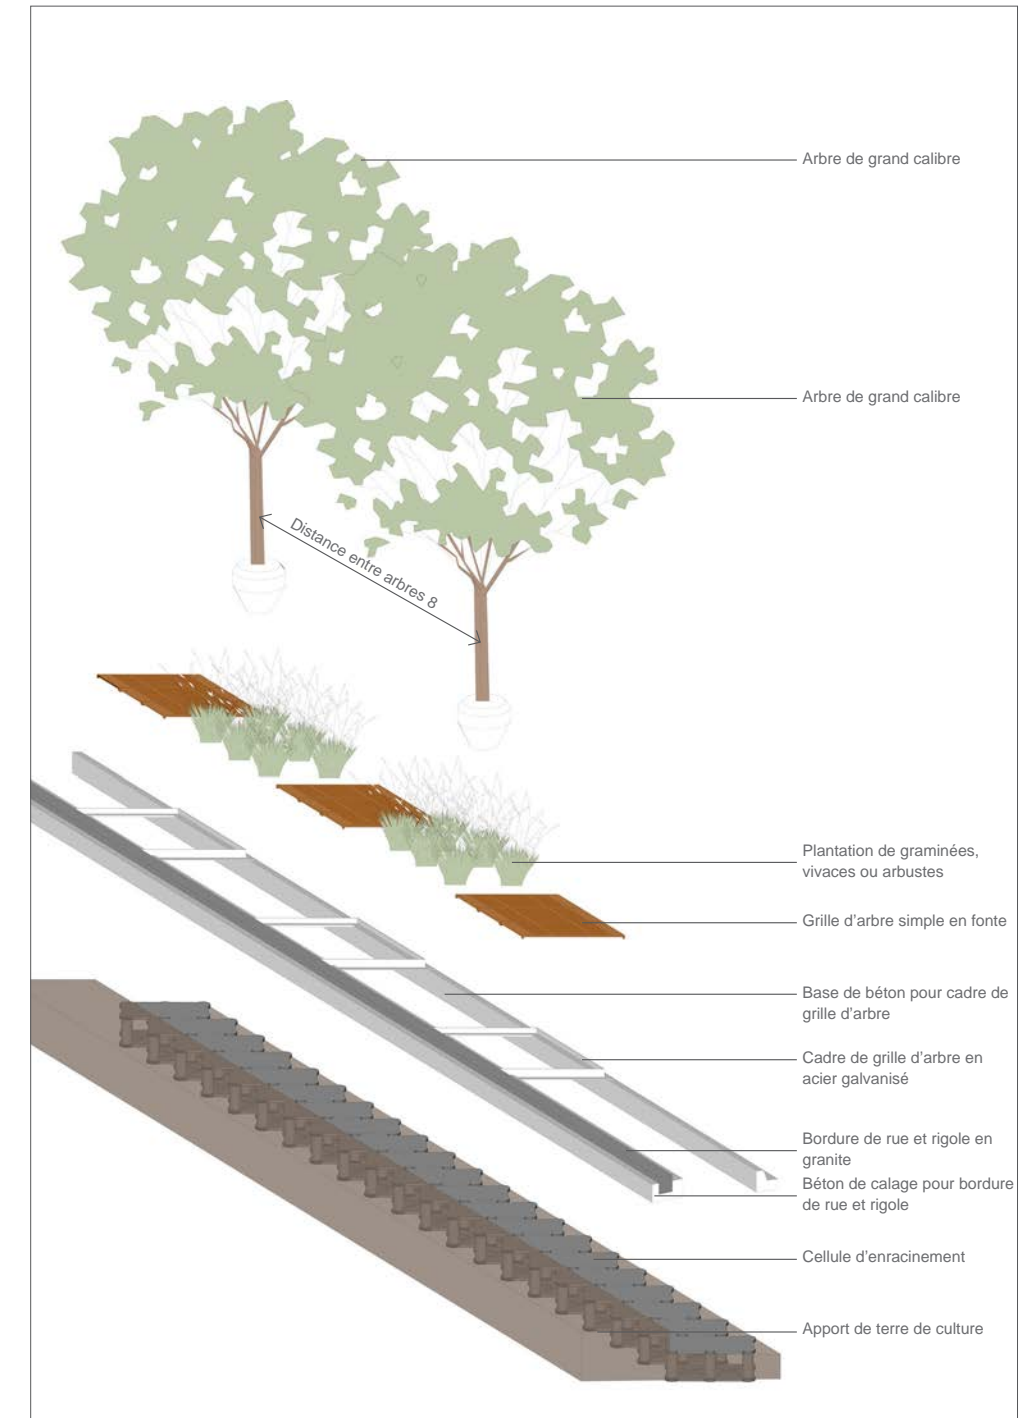 Arbre de grand calibre
Arbre de grand calibre
Distance entre arbres 8
Plantation de graminées,
vivaces ou arbustes
Grille d'arbre simple en fonte
Base de béton pour cadre de
grille d'arbre
Cadre de grille d'arbre en
acier galvanisé
Bordure de rue et rigole en
granite
Béton de calage pour bordure
de rue et rigole
Cellule d'enracinement
Apport de terre de culture